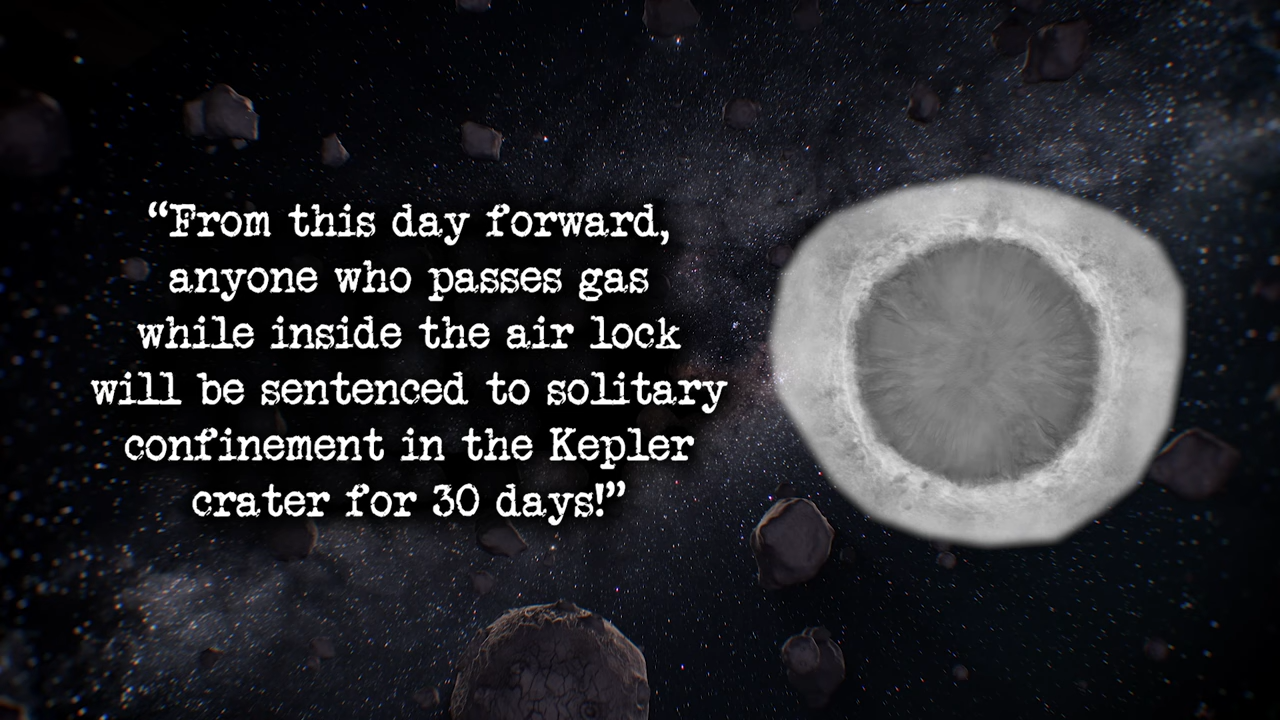 “From this day forward,
anyone who passes gas
while inside the air lock
will be sentenced to solitary
confinement in the Kepler
crater for 30 days!”